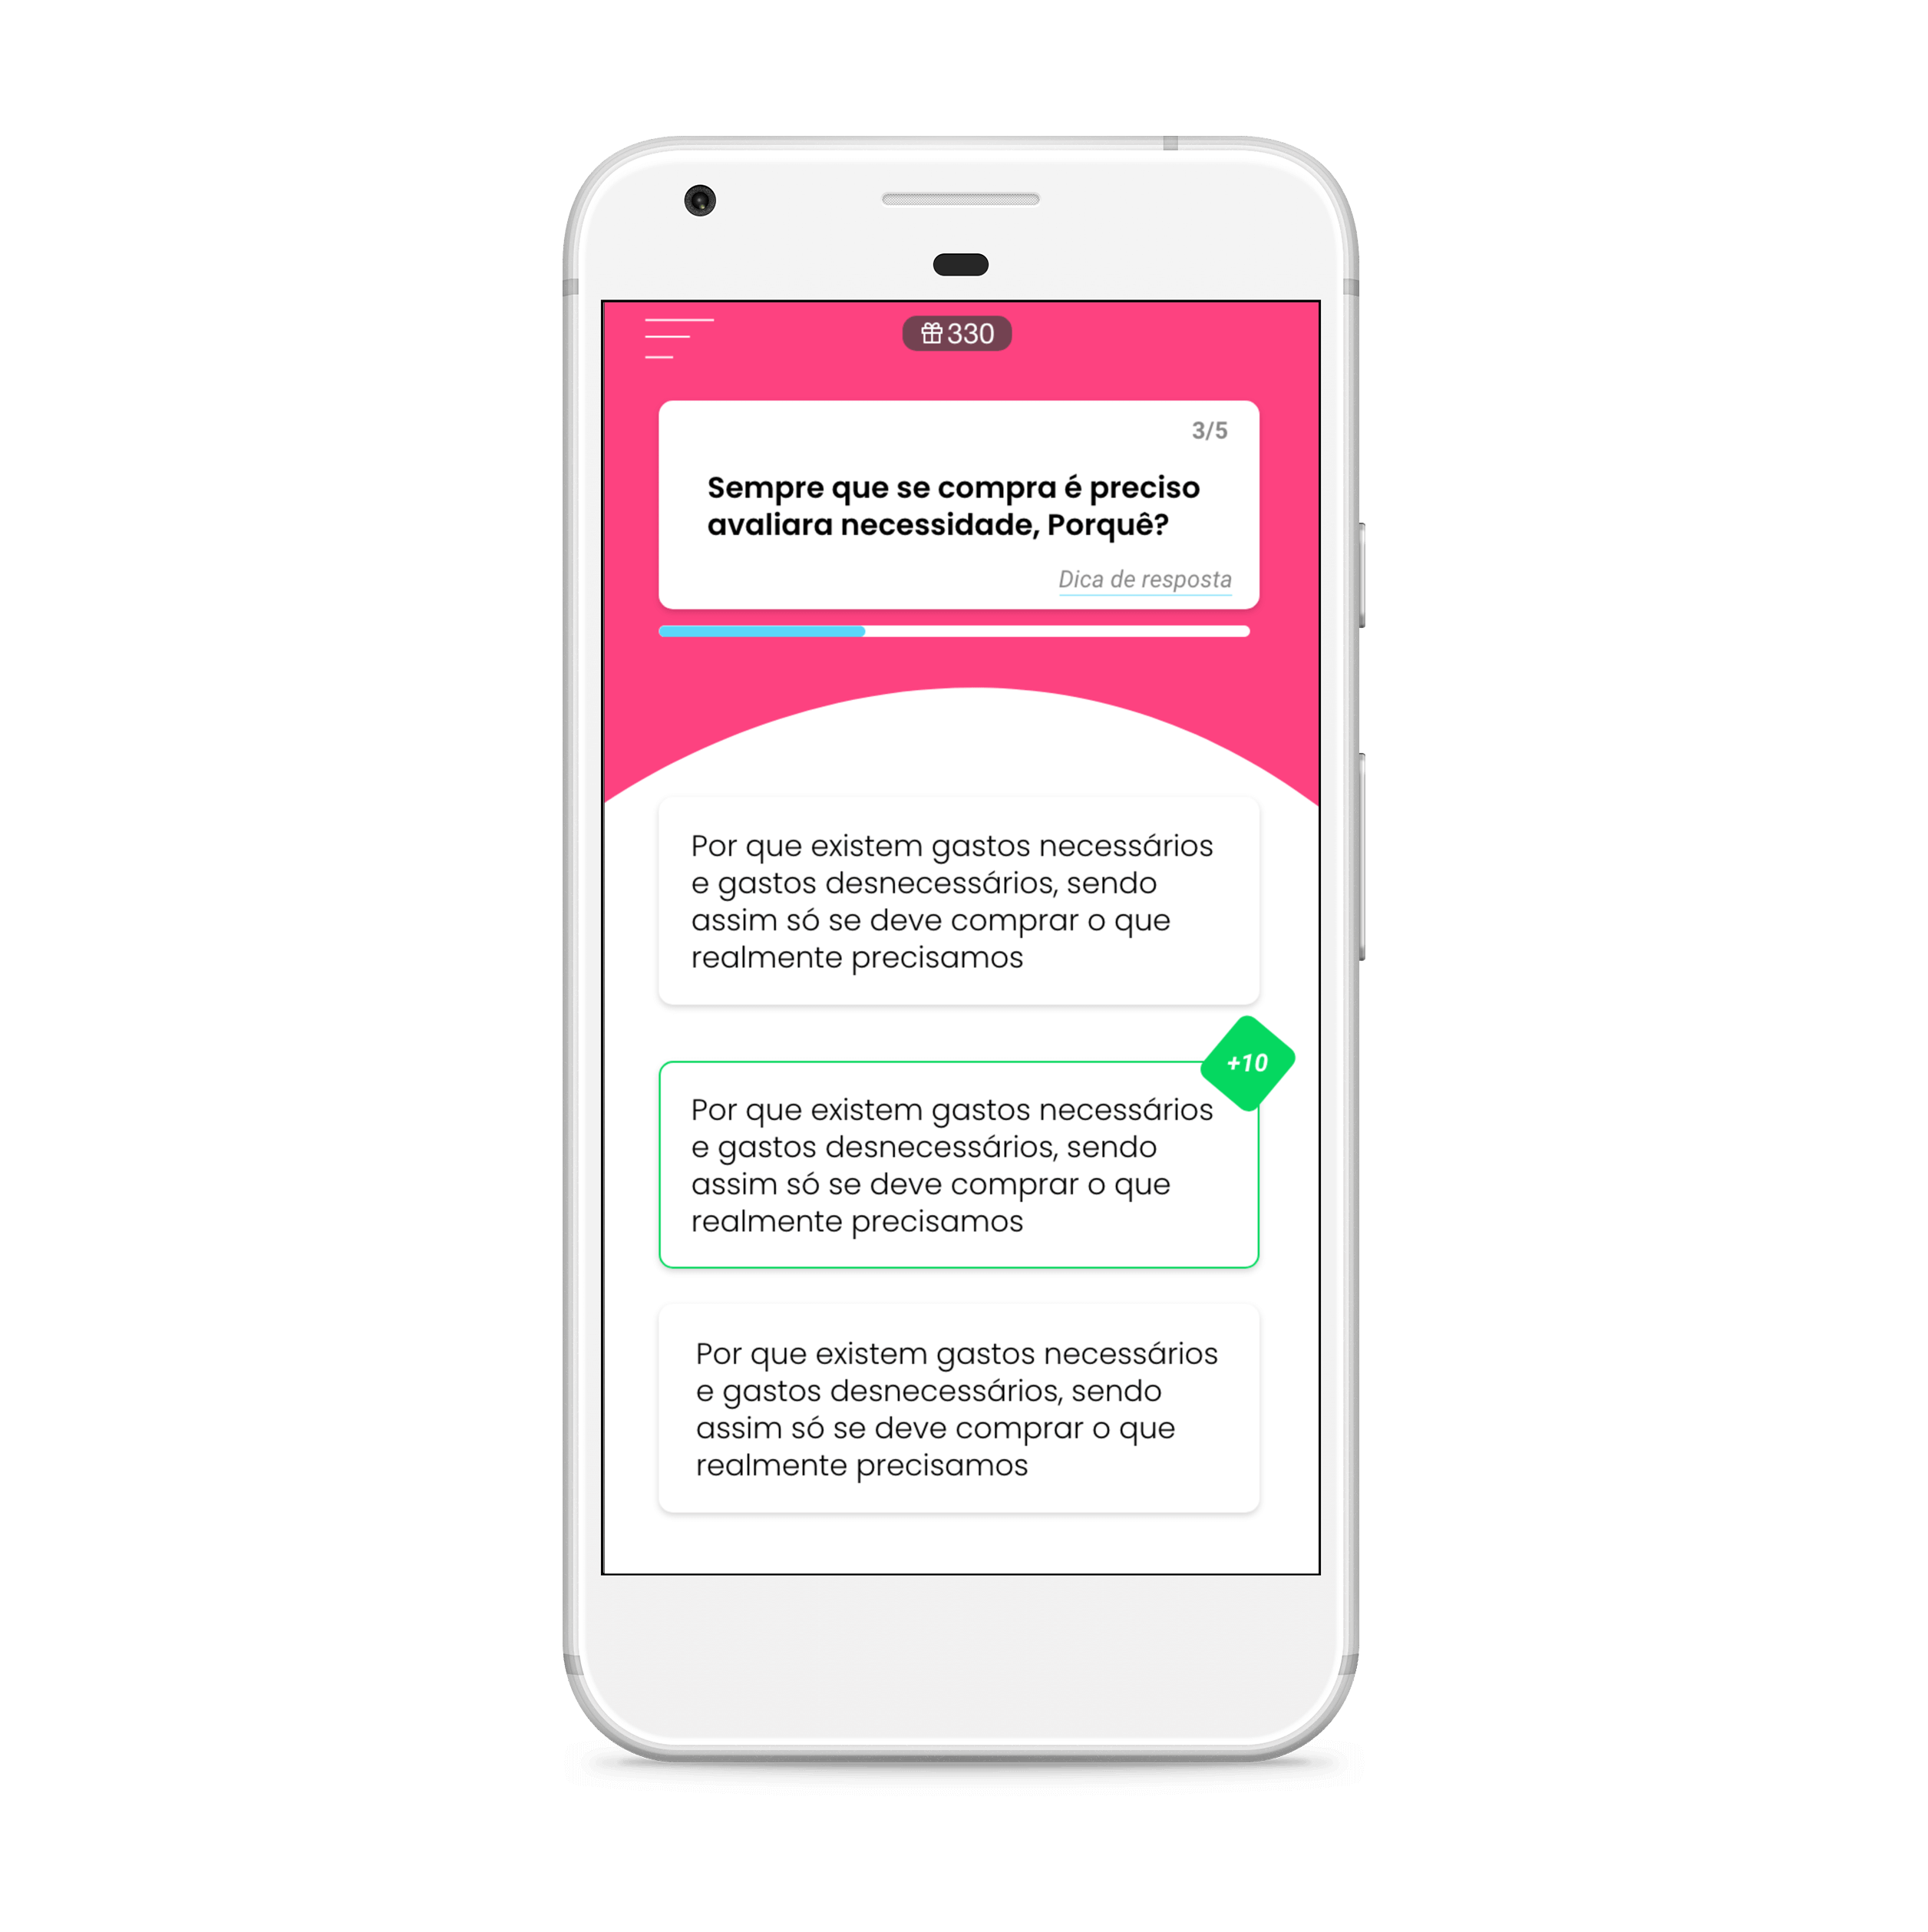 330
3/5
Sempre que se compra é preciso
avaliara necessidade, Porquê?
Dica de resposta
Por que existem gastos necessários
e gastos desnecessários, sendo
assim só se deve comprar o que
realmente precisamos
+10
Por que existem gastos necessários
e gastos desnecessários, sendo
assim só se deve comprar o que
realmente precisamos
Por que existem gastos necessários
e gastos desnecessários, sendo
assim só se deve comprar o que
realmente precisamos